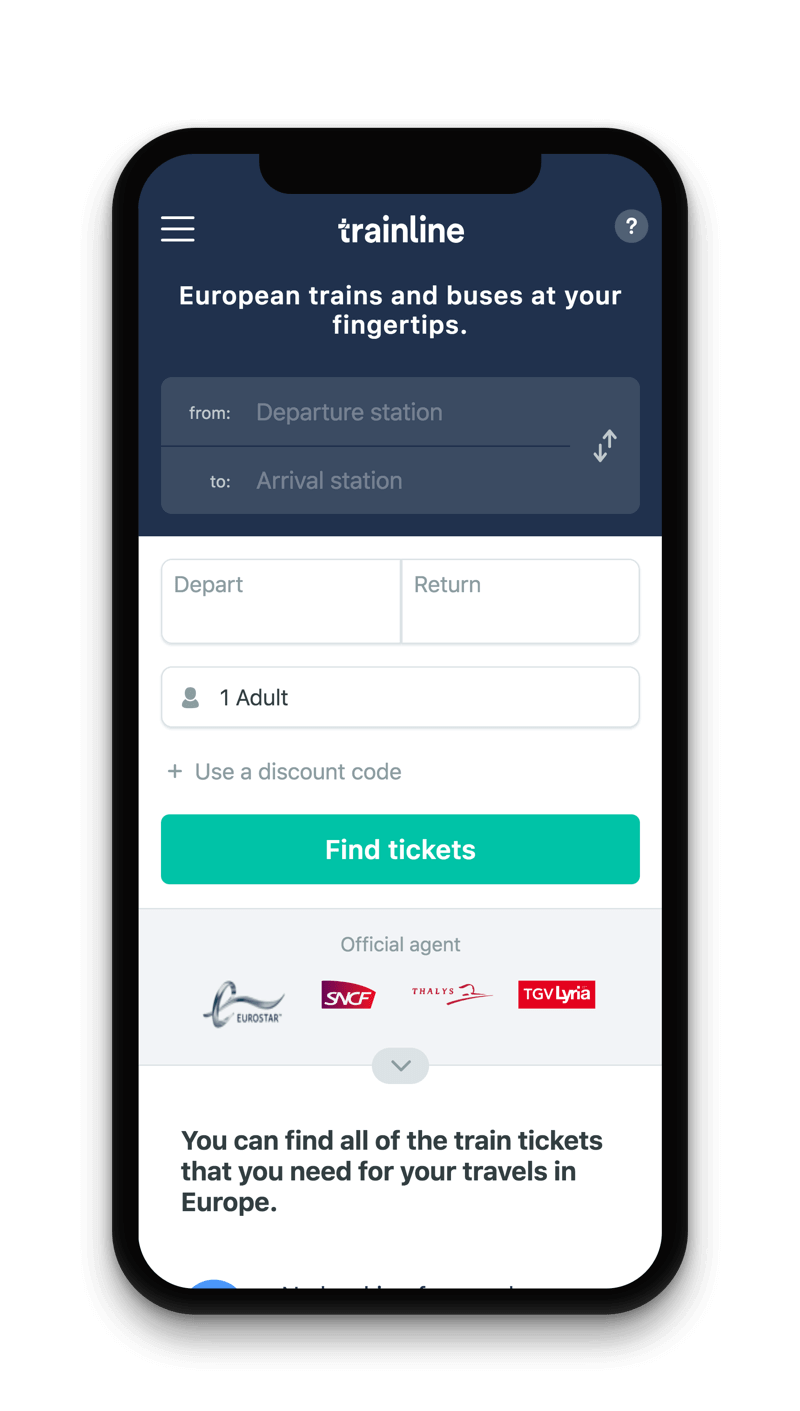 trainline
?
European trains and buses at your
fingertips.
from: Departure station
to: Arrival station
Depart Return
1 Adult
+ Use a discount code
Find tickets
Official agent
EUROSTAR SNCF THALYS TGV Lyria
You can find all of the train tickets
that you need for your travels in
Europe.